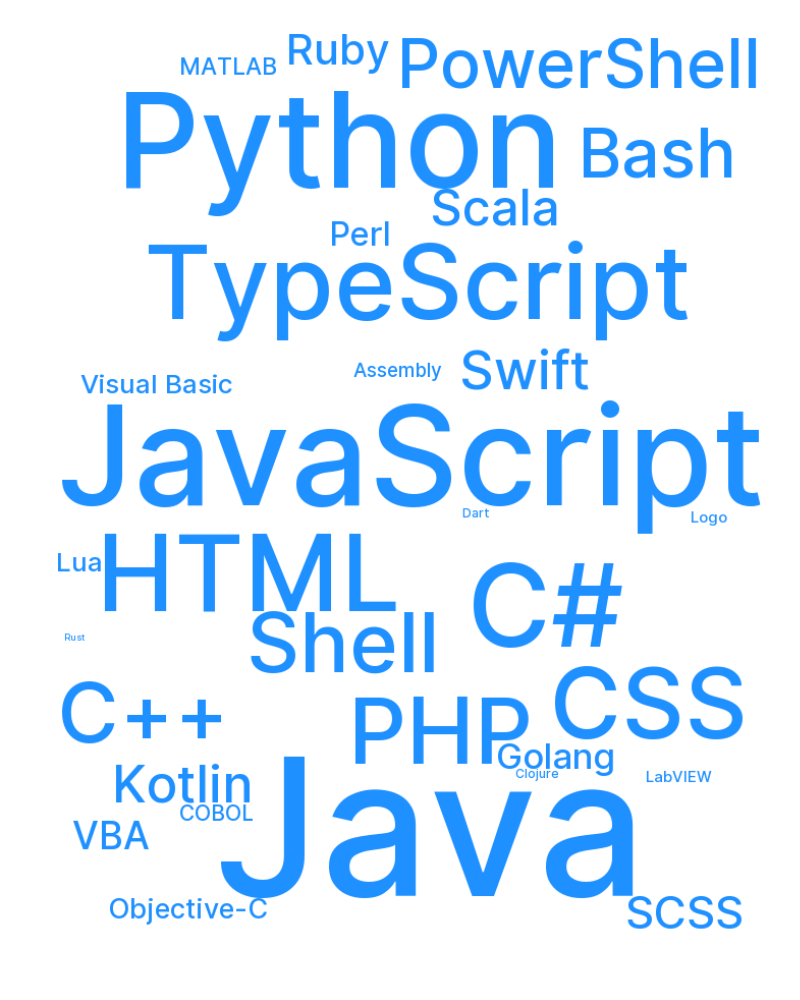 Ruby
MATLAB
PowerShell
Python
Bash
Scala
Perl
TypeScript
Swift
Assembly
Visual Basic
JavaScript
Dart
Logo
HTML
Lua
C#
Rust
Shell
CSS
C++
PHP
Golang
Clojure
LabVIEW
Kotlin
COBOL
VBA
Java
Objective-C
SCSS